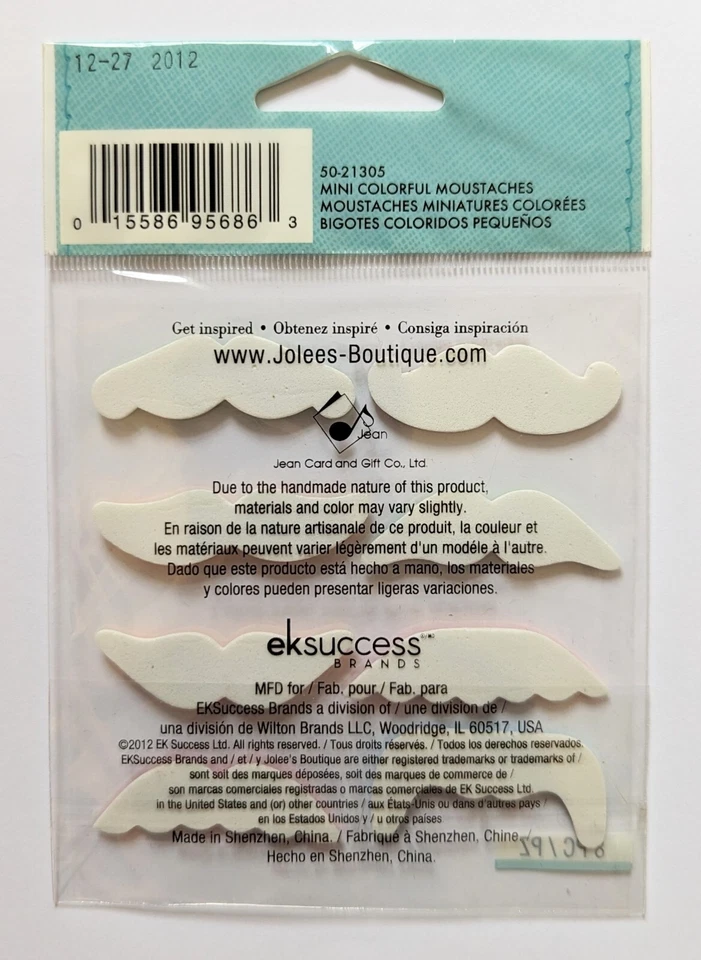 12-27 2012
50-21305
MINI COLORFUL MOUSTACHES
MOUSTACHES MINIATURES COLORÉES
BIGOTES COLORIDOS PEQUEÑOS
0 15586 95686 3
Get inspired • Obtenez inspiré • Consiga inspiración
www.Jolees-Boutique.com
Jean
Jean Card and Gift Co., Ltd.
Due to the handmade nature of this product,
materials and color may vary slightly.
En raison de la nature artisanale de ce produit, la couleur et
les matériaux peuvent varier légèrement d'un modéle à l'autre.
Dado que este producto está hecho a mano, los materiales
y colores pueden presentar ligeras variaciones.
eksuccess
BRANDS
MFD for / Fab. pour / Fab. para
EKSuccess Brands a division of / une division de /
una división de Wilton Brands LLC, Woodridge, IL 60517, USA
©2012 EK Success Ltd. All rights reserved. / Tous droits réservés. / Todos los derechos reservados.
EKSuccess Brands and / et / y Jolee's Boutique are either registered trademarks or trademarks of /
sont soit des marques déposées, soit des marques de commerce de /
son marcas comerciales registradas o marcas comerciales de EK Success Ltd.
in the United States and (or) other countries / aux États-Unis ou dans d'autres pays /
en los Estados Unidos y / u otros países
Made in Shenzhen, China. / Fabriqué à Shenzhen, Chine. /
Hecho en Shenzhen, China.
8 PC / PZ